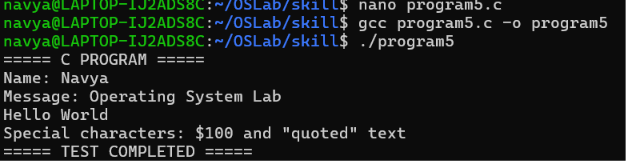 navya@LAPTOP-IJ2ADS8C:~/OSLab/skill$ nano program5.c
navya@LAPTOP-IJ2ADS8C:~/OSLab/skill$ gcc program5.c -o program5
navya@LAPTOP-IJ2ADS8C:~/OSLab/skill$ ./program5
===== C PROGRAM =====
Name: Navya
Message: Operating System Lab
Hello World
Special characters: $100 and "quoted" text
===== TEST COMPLETED =====